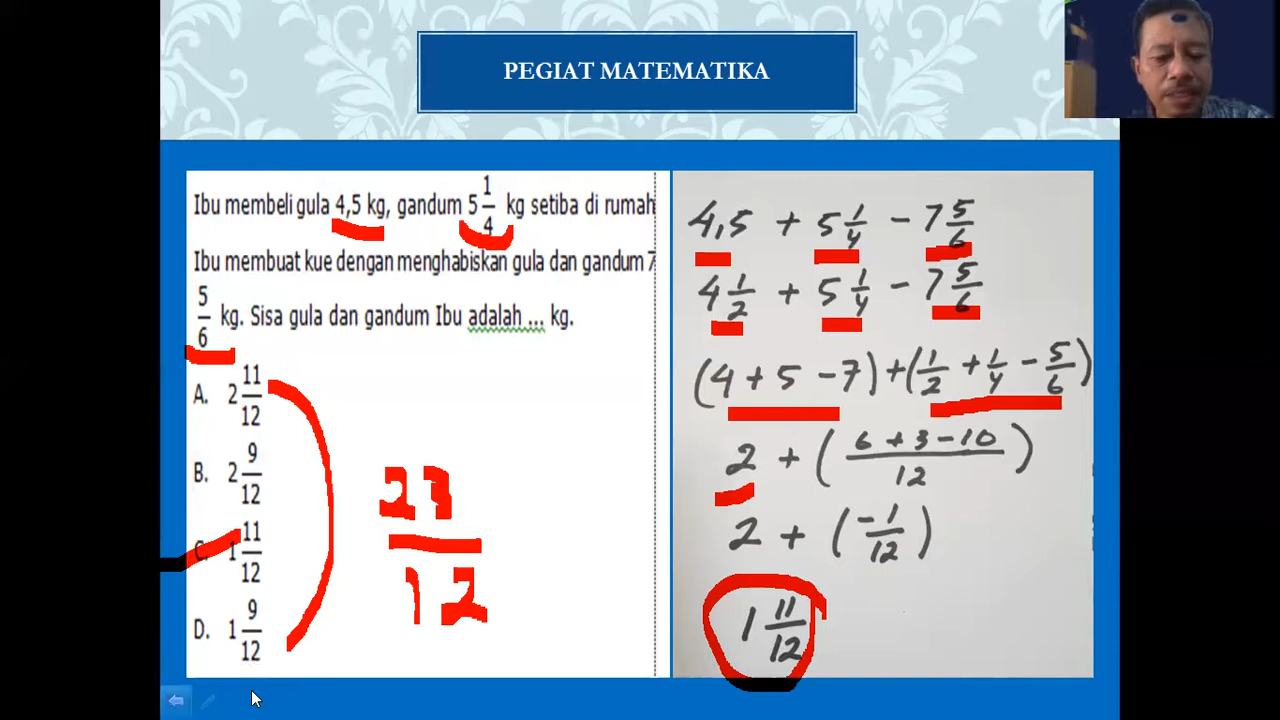 PEGIAT MATEMATIKA
Ibu membeli gula 4,5 kg, gandum 5 1/4 kg setiba di rumah
Ibu membuat kue dengan menghabiskan gula dan gandum 7
5/6 kg. Sisa gula dan gandum Ibu adalah ... kg.
A. 2 11/12
B. 2 9/12
C. 1 11/12
D. 1 9/12
23/12
4,5 + 5 1/4 - 7 5/6
4 1/2 + 5 1/4 - 7 5/6
(4 + 5 - 7) + (1/2 + 1/4 - 5/6)
2 + (6 + 3 - 10/12)
2 + (-1/12)
1 11/12